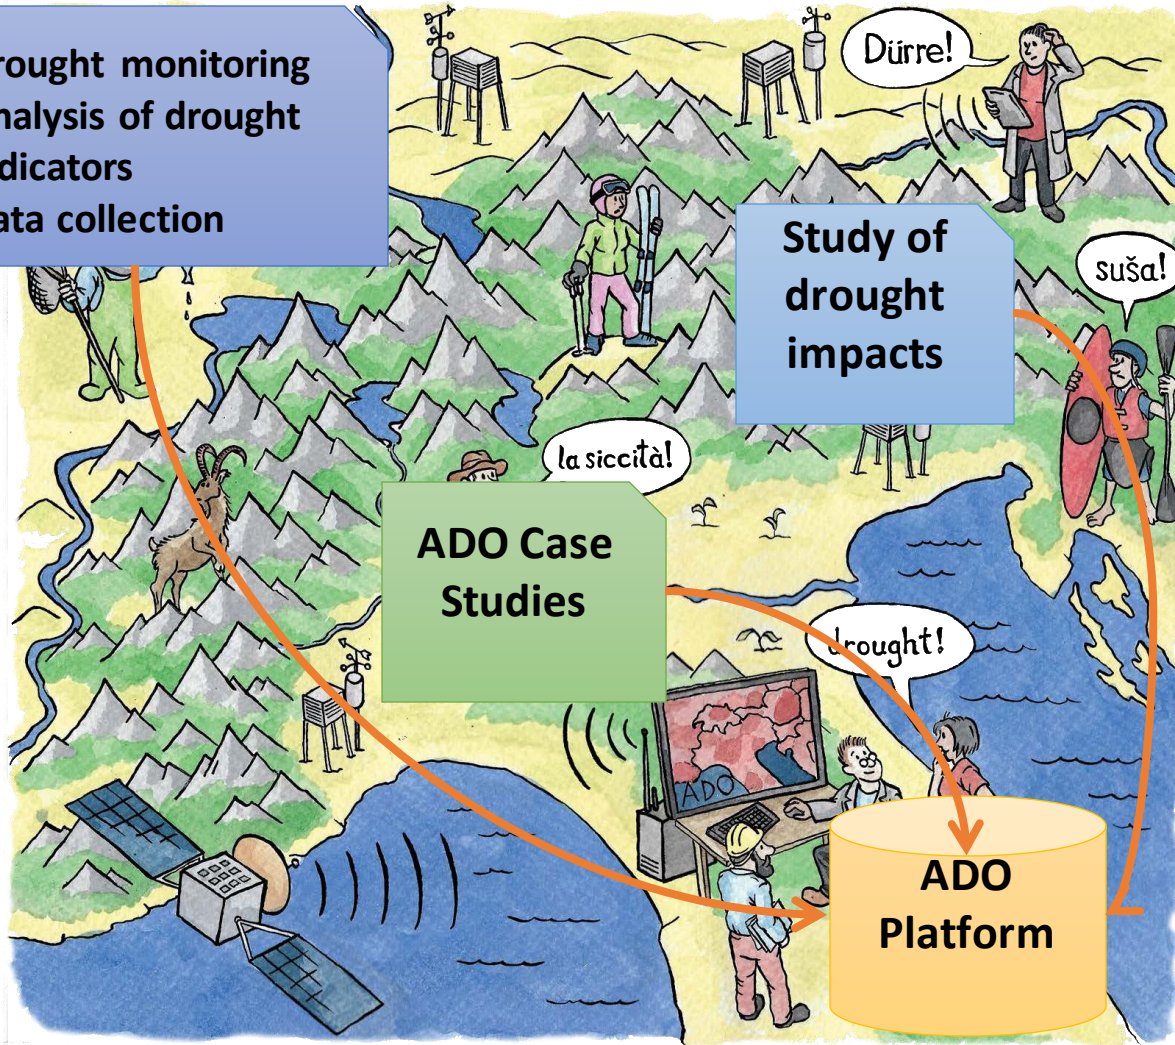 rought monitoring
nalysis of drought
dicators
ata collection
Dürre!
Study of
drought
impacts
suša!
la siccità!
ADO Case
Studies
drought!
ADO
ADO
Platform